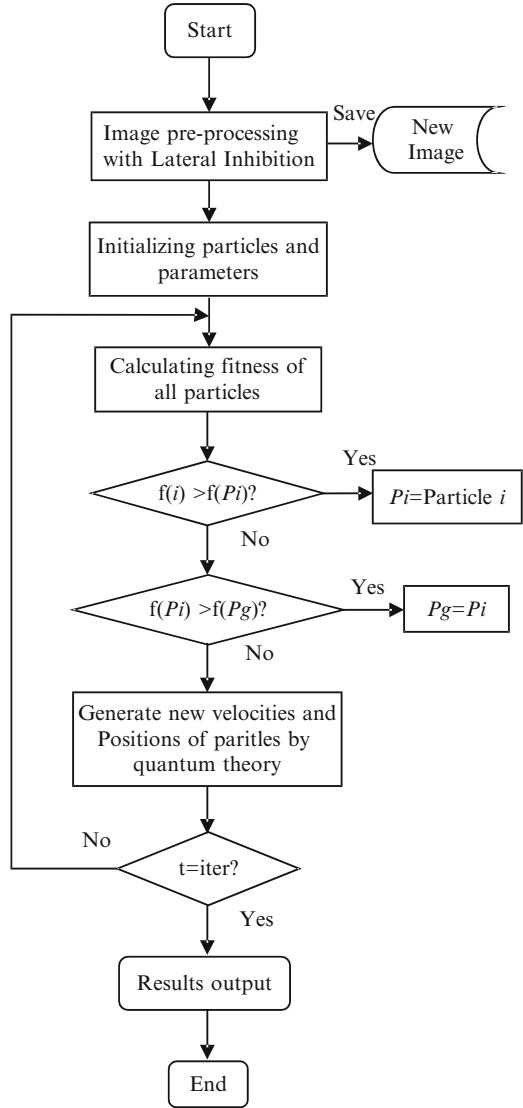 Start
Image pre-processing
with Lateral Inhibition
Save
New
Image
Initializing particles and
parameters
Calculating fitness of
all particles
f(i) >f(Pi)?
Yes
Pi=Particle i
No
f(Pi) >f(Pg)?
Yes
Pg=Pi
No
Generate new velocities and
Positions of paritles by
quantum theory
No
t=iter?
Yes
Results output
End